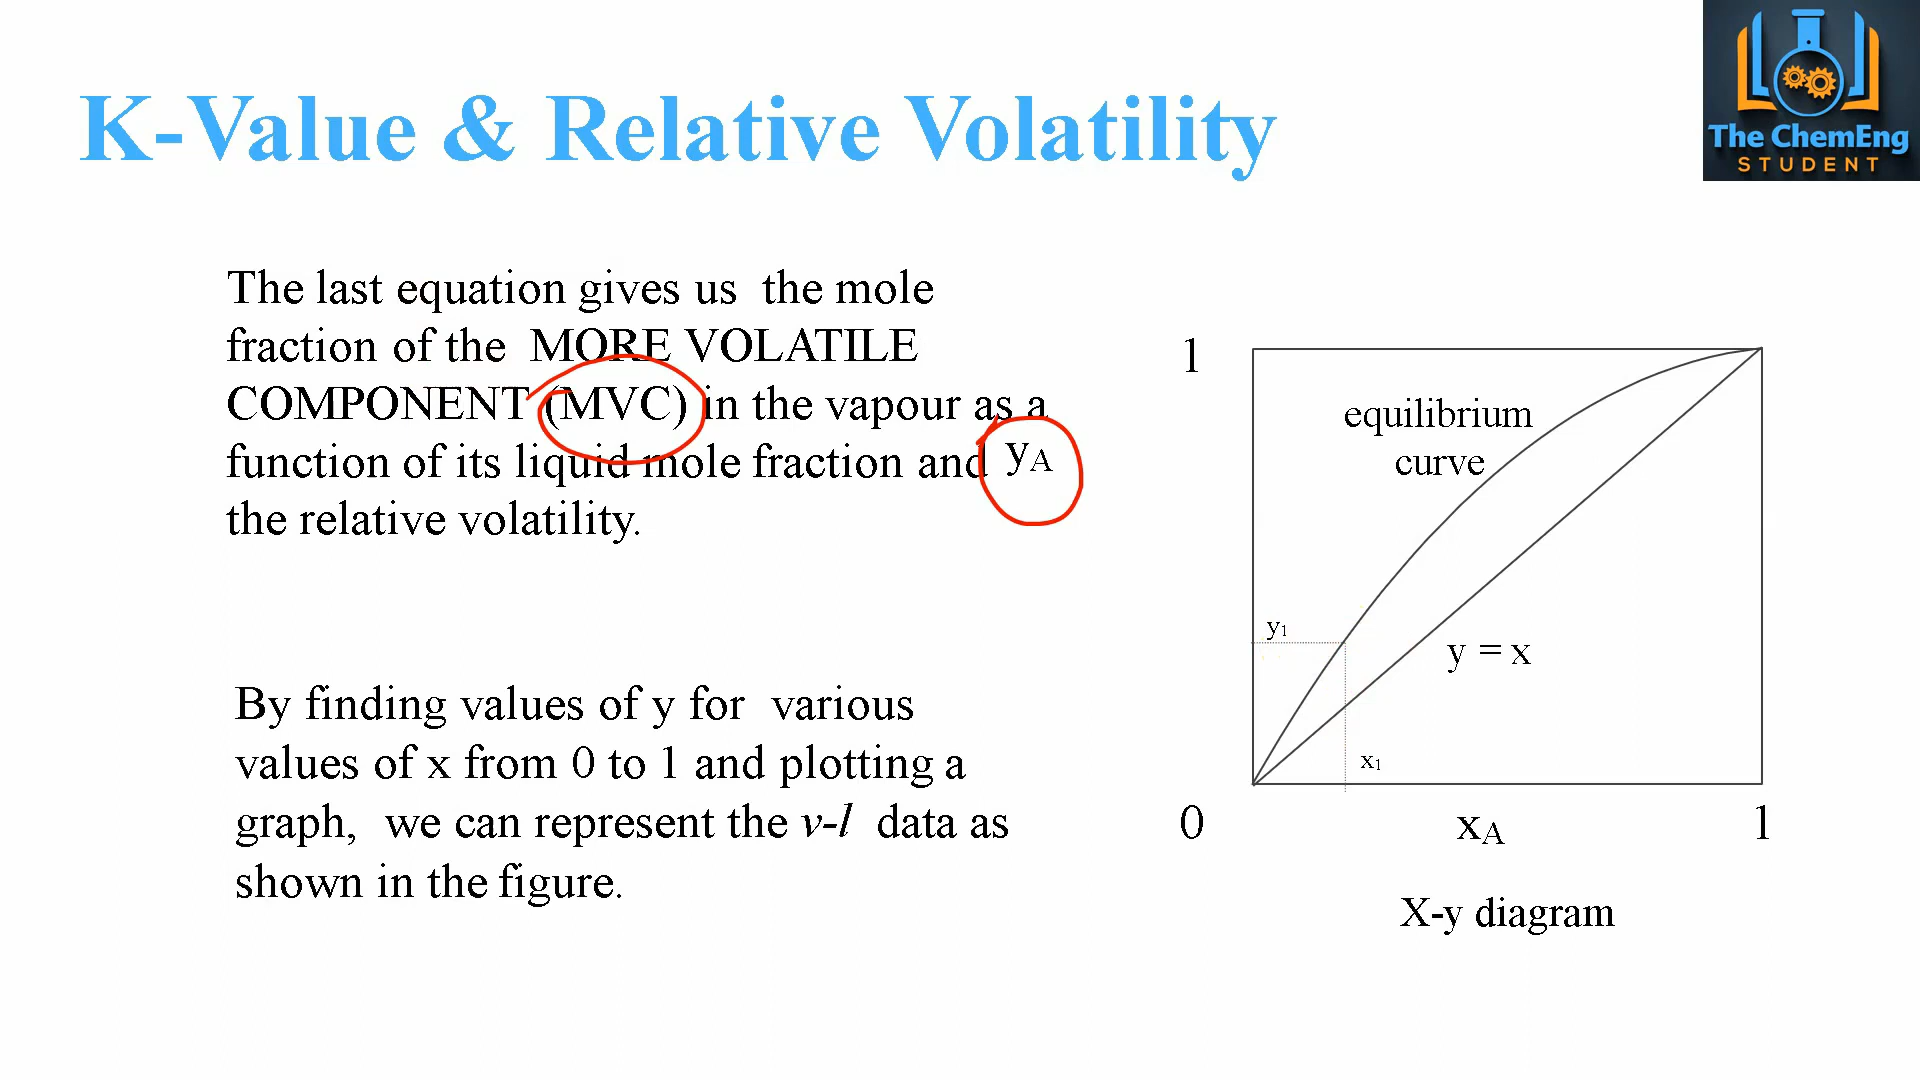 The ChemEng
STUDENT
K-Value & Relative Volatility
The last equation gives us the mole
fraction of the MORE VOLATILE
COMPONENT (MVC) in the vapour as a
function of its liquid mole fraction and
the relative volatility.
By finding values of y for various
values of x from 0 to 1 and plotting a
graph, we can represent the v-l data as
shown in the figure.
yA
1
equilibrium
curve
y1
y = x
x1
0
xA
1
X-y diagram